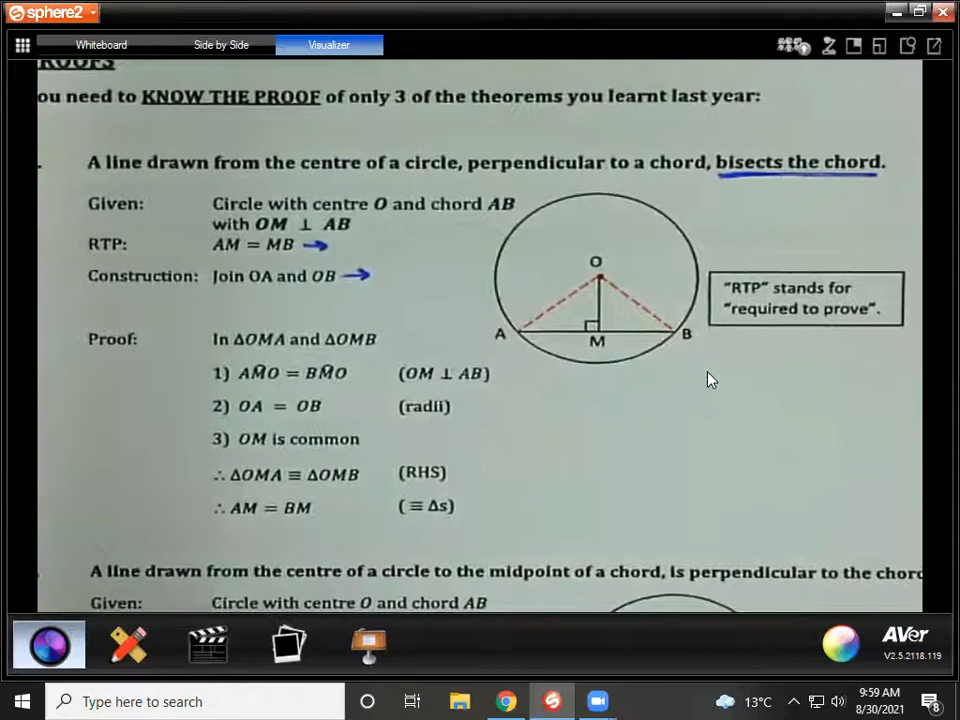 sphere2
Whiteboard Side by Side Visualizer
ROOFS
ou need to KNOW THE PROOF of only 3 of the theorems you learnt last year:
. A line drawn from the centre of a circle, perpendicular to a chord, bisects the chord.
Given: Circle with centre O and chord AB
with OM ⊥ AB
RTP: AM = MB →
Construction: Join OA and OB →
O
A M B
"RTP" stands for
"required to prove".
Proof: In ΔOMA and ΔOMB
1) AM̂O = BM̂O (OM ⊥ AB)
2) OA = OB (radii)
3) OM is common
∴ ΔOMA ≡ ΔOMB (RHS)
∴ AM = BM (≡ Δs)
. A line drawn from the centre of a circle to the midpoint of a chord, is perpendicular to the chord
Given: Circle with centre O and chord AB
AVer
V2.5.2118.119
Type here to search
13°C
9:59 AM
8/30/2021
8